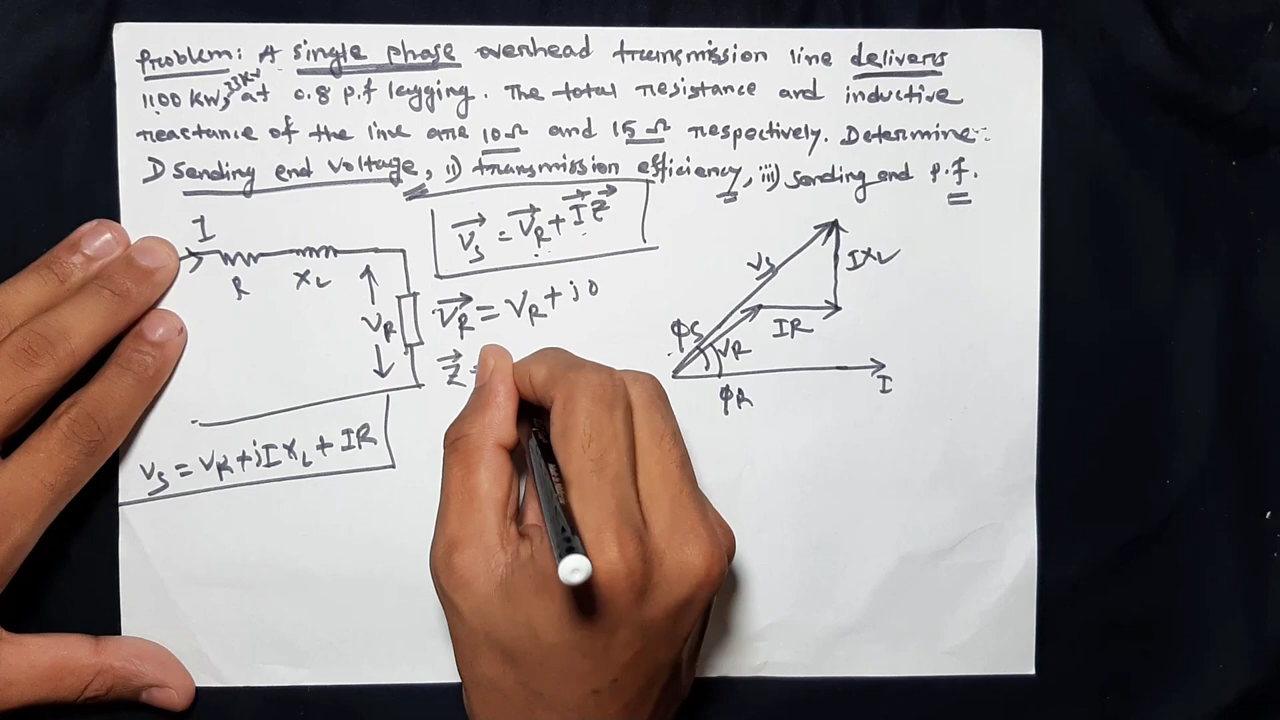 Problem: A single phase overhead transmission line delivers
1100 KW, 33KV at 0.8 p.f lagging. The total resistance and inductive
reactance of the line are 10Ω and 15Ω respectively. Determine:
I) Sending end voltage, ii) transmission efficiency, iii) sending end p.f.
I
R
XL
VR
Vs = VR + jIXL + IR
Vs = VR + IZ
VR = VR + j0
Z =
Vs
IXL
IR
φs
VR
φR
I